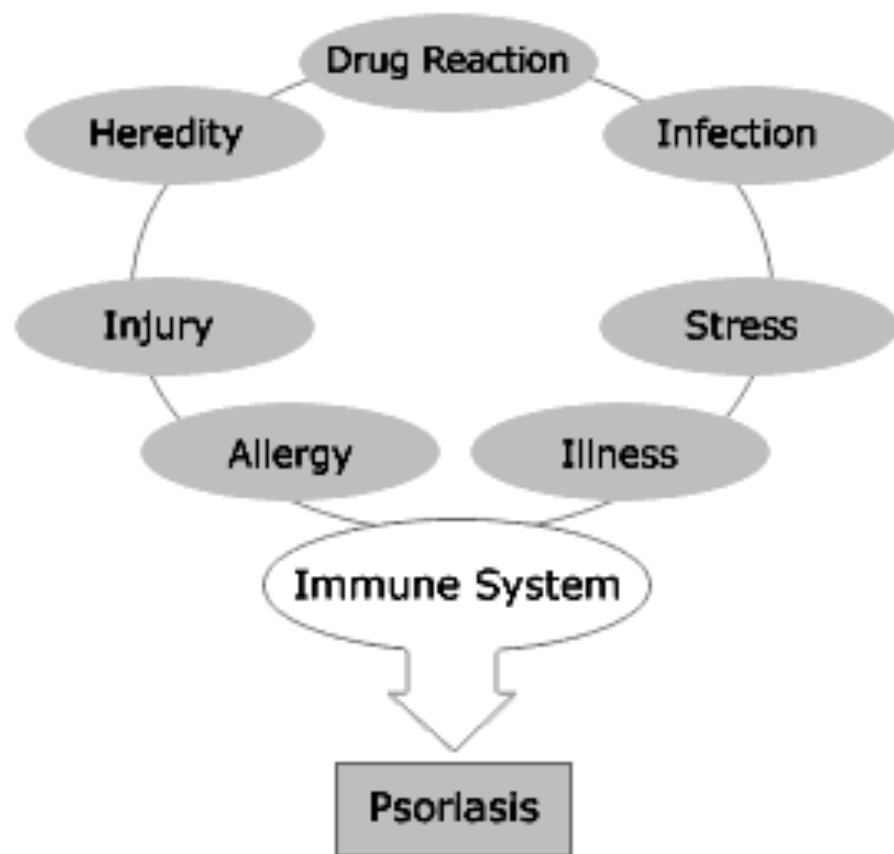 Drug Reaction
Heredity
Infection
Injury
Stress
Allergy
Illness
Immune System
Psoriasis